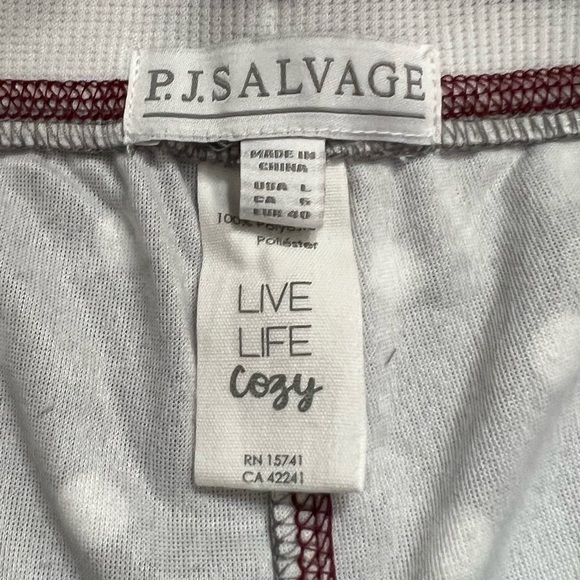 P.J.SALVAGE
MADE IN
CHINA
USA L
CA G
EUR 40
100% Polyester
Poliéster
LIVE
LIFE
Cozy
RN 15741
CA 42241